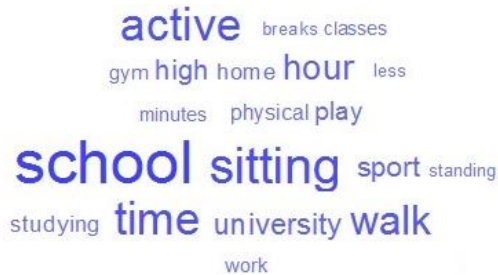 active breaks classes
gym high home hour less
minutes physical play
school sitting sport standing
studying time university walk
work